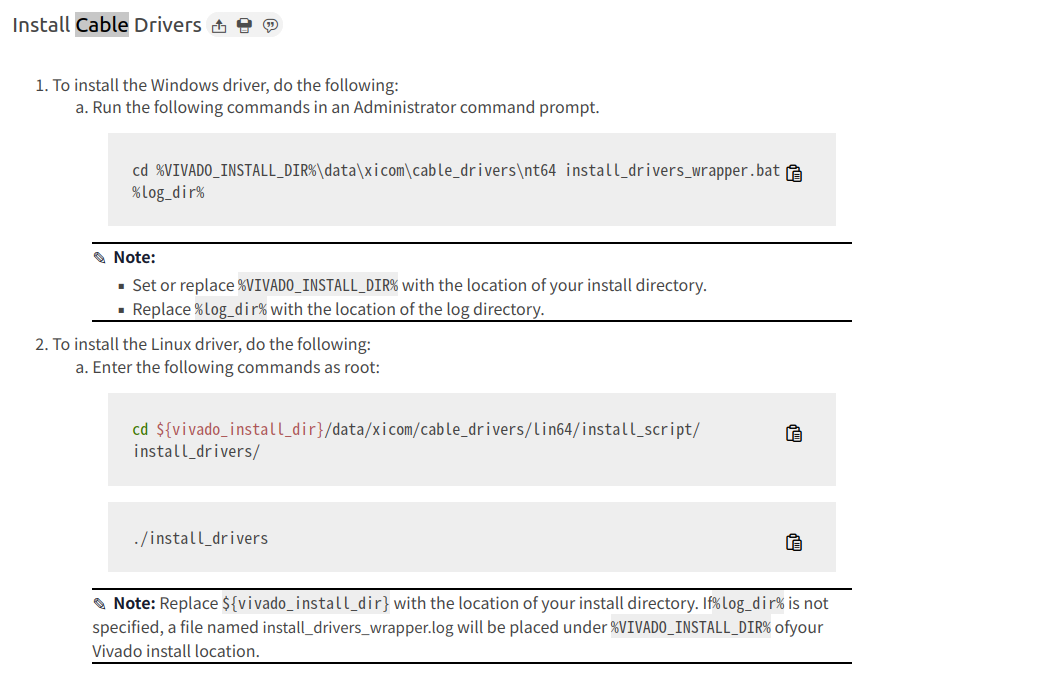 Install Cable Drivers
1. To install the Windows driver, do the following:
a. Run the following commands in an Administrator command prompt.
cd %VIVADO_INSTALL_DIR%\data\xicom\cable_drivers\nt64 install_drivers_wrapper.bat
%log_dir%
Note:
▪ Set or replace %VIVADO_INSTALL_DIR% with the location of your install directory.
▪ Replace %log_dir% with the location of the log directory.
2. To install the Linux driver, do the following:
a. Enter the following commands as root:
cd ${vivado_install_dir}/data/xicom/cable_drivers/lin64/install_script/
install_drivers/
./install_drivers
Note: Replace ${vivado_install_dir} with the location of your install directory. If%log_dir% is not
specified, a file named install_drivers_wrapper.log will be placed under %VIVADO_INSTALL_DIR% ofyour
Vivado install location.